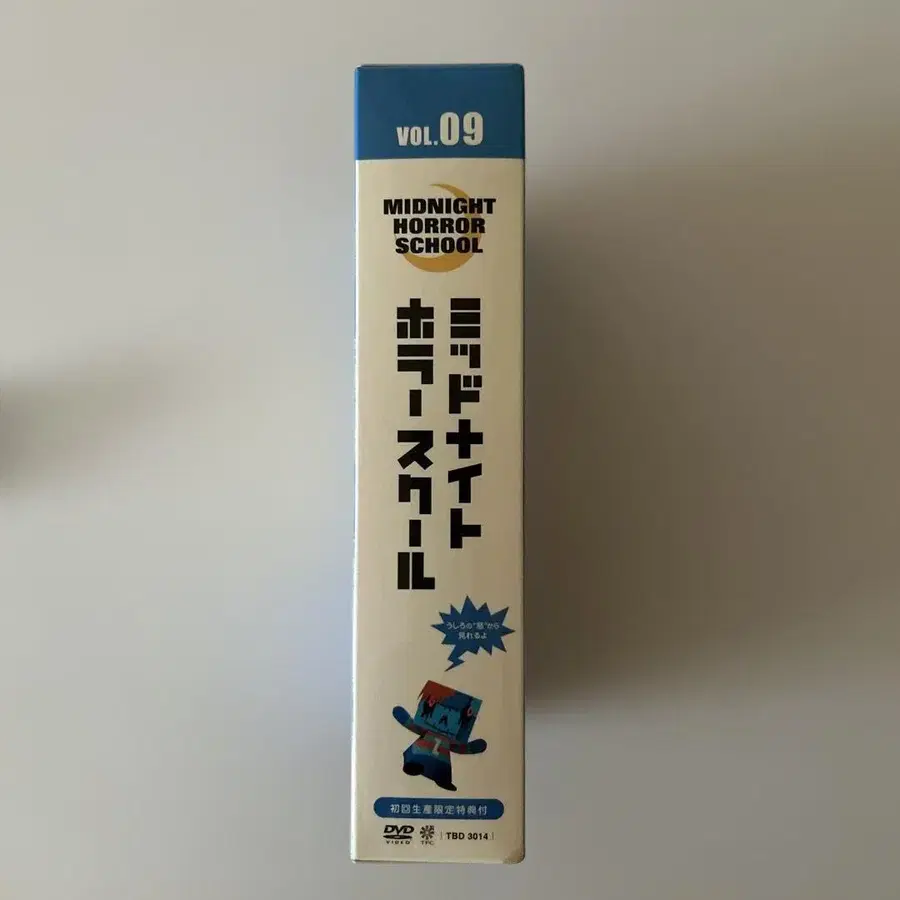 VOL.09
MIDNIGHT
HORROR
SCHOOL
ミッドナイト
ホラースクール
うしろの"窓"から
見れるよ
Z
初回生産限定特典付
DVD
VIDEO
TPC
[TBD 3014]